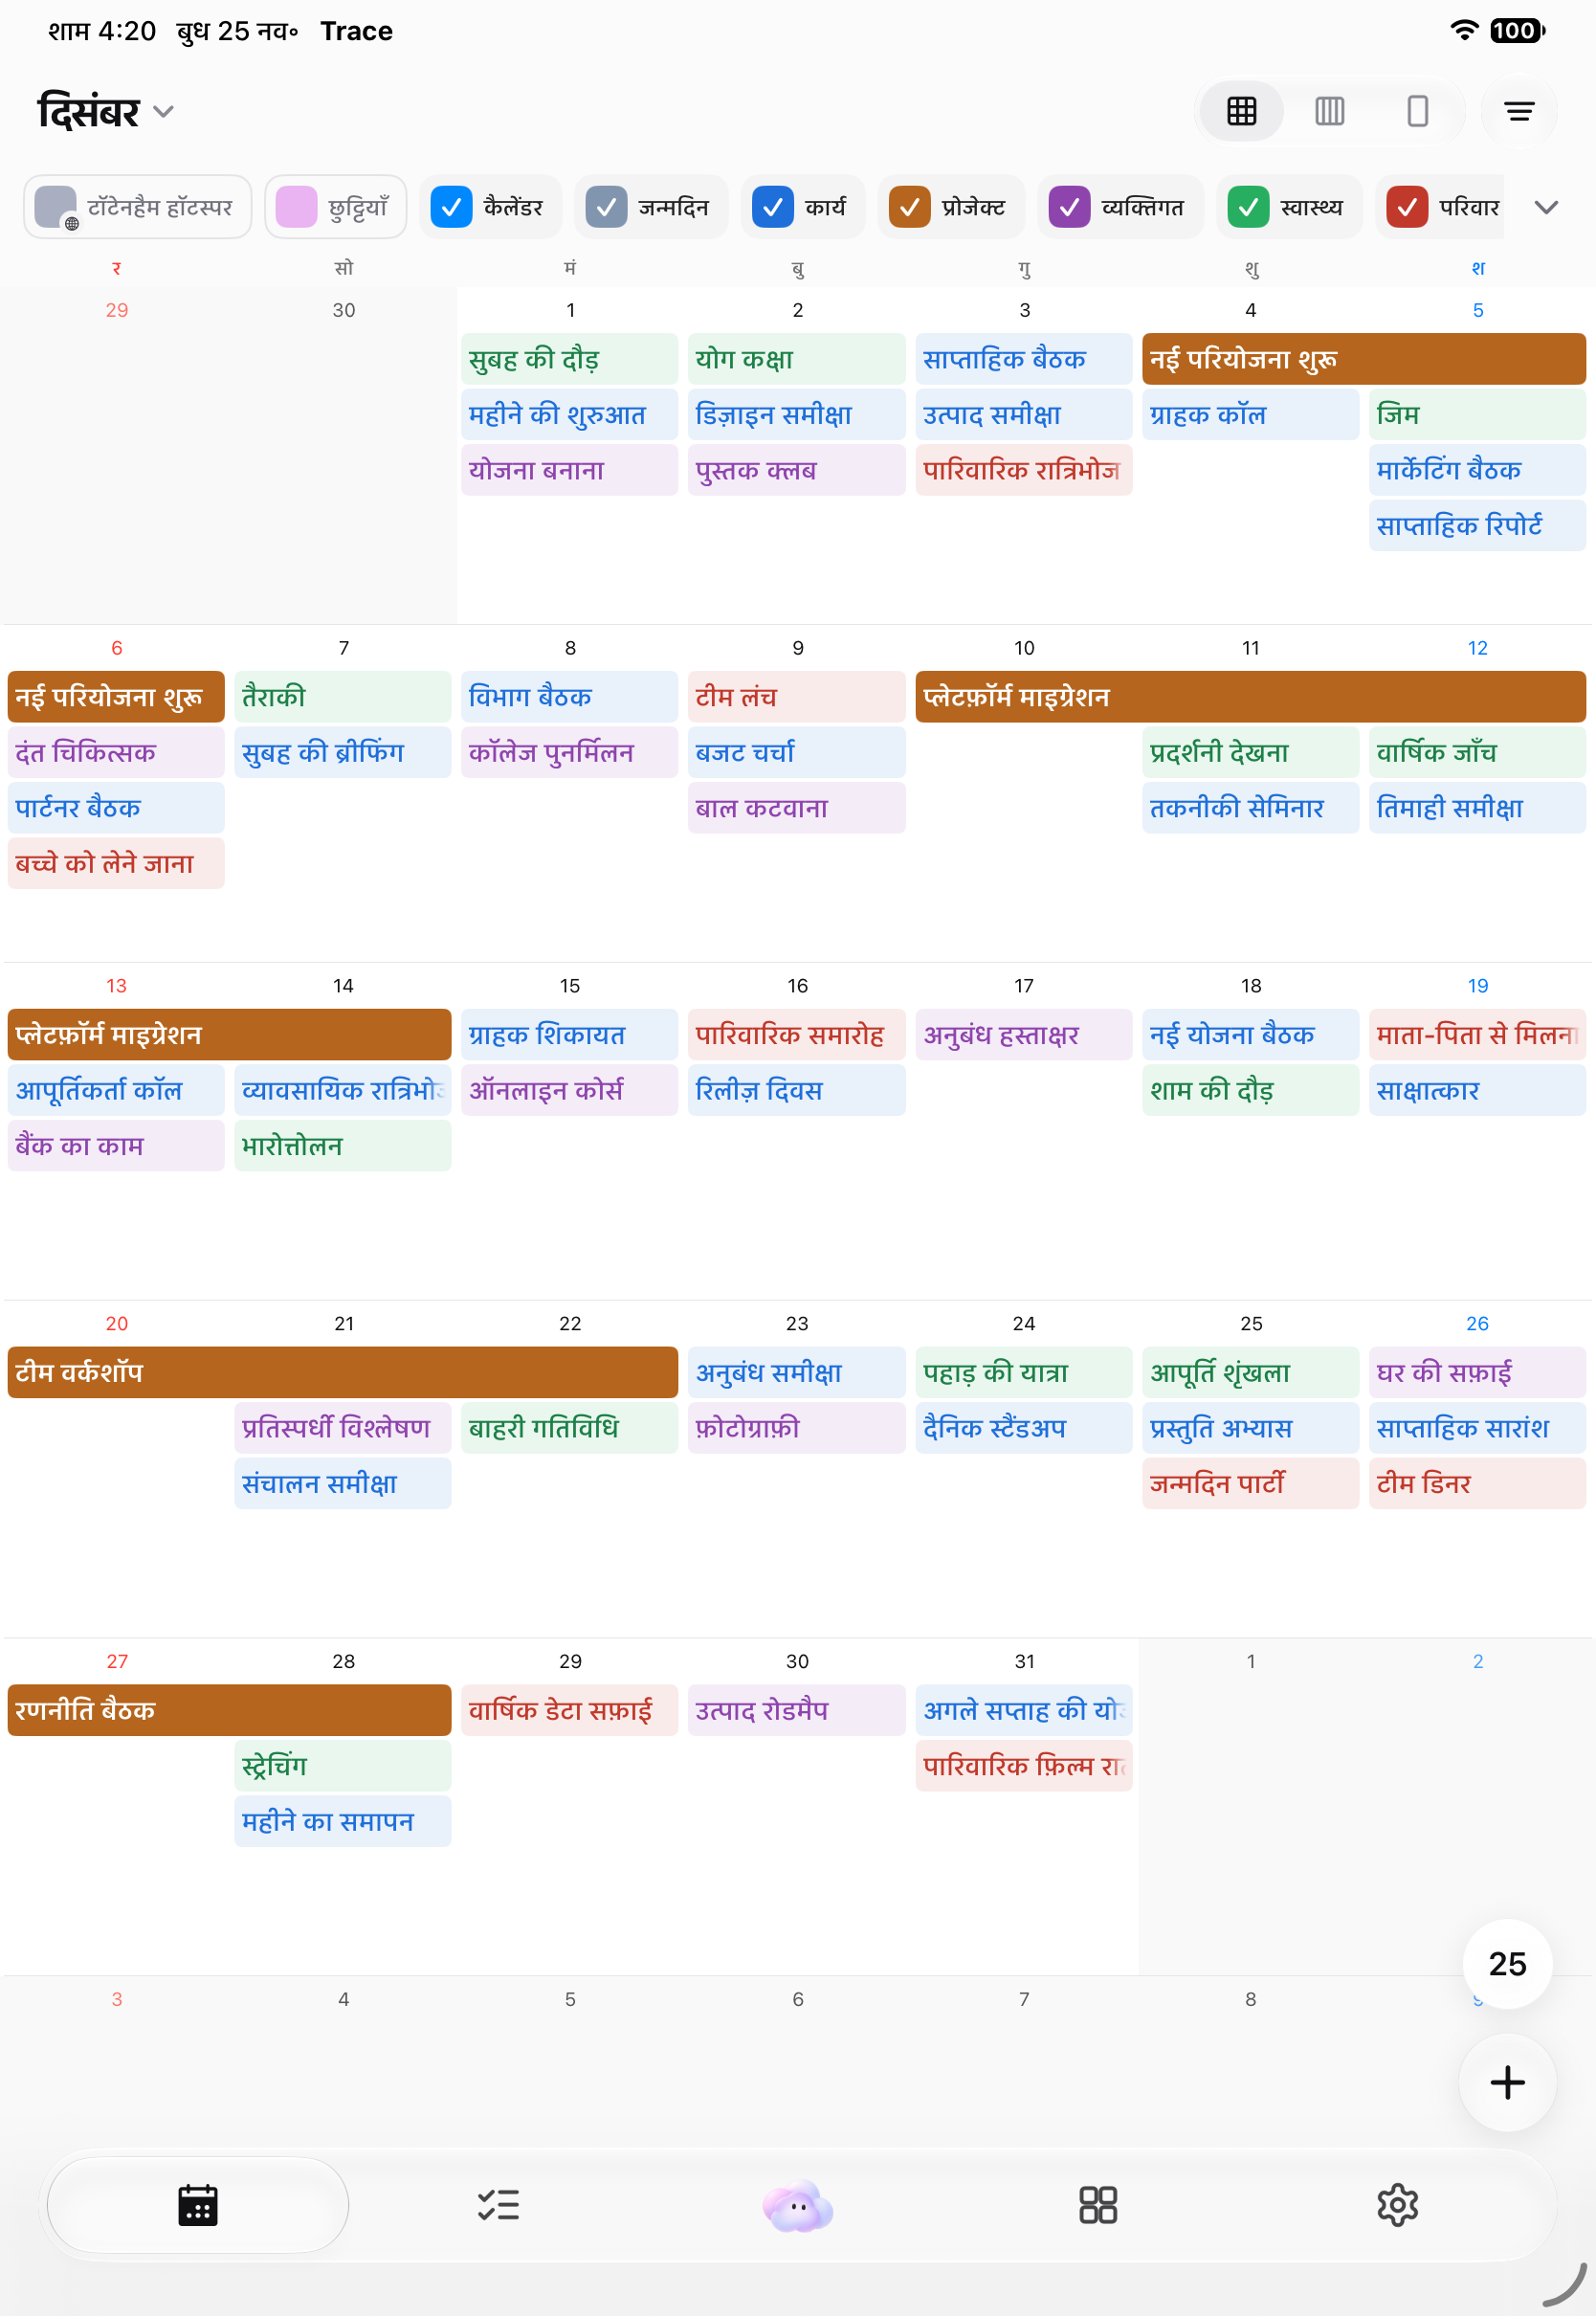 शाम 4:20 बुध 25 नव॰ Trace 100
दिसंबर
टॉटेनहैम हॉटस्पर छुट्टियाँ कैलेंडर जन्मदिन कार्य प्रोजेक्ट व्यक्तिगत स्वास्थ्य परिवार
र सो मं बु गु शु श
29 30 1 2 3 4 5
सुबह की दौड़ योग कक्षा साप्ताहिक बैठक नई परियोजना शुरू
महीने की शुरुआत डिज़ाइन समीक्षा उत्पाद समीक्षा ग्राहक कॉल जिम
योजना बनाना पुस्तक क्लब पारिवारिक रात्रिभोज मार्केटिंग बैठक
साप्ताहिक रिपोर्ट
6 7 8 9 10 11 12
नई परियोजना शुरू तैराकी विभाग बैठक टीम लंच प्लेटफ़ॉर्म माइग्रेशन
दंत चिकित्सक सुबह की ब्रीफिंग कॉलेज पुनर्मिलन बजट चर्चा प्रदर्शनी देखना वार्षिक जाँच
पार्टनर बैठक बाल कटवाना तकनीकी सेमिनार तिमाही समीक्षा
बच्चे को लेने जाना
13 14 15 16 17 18 19
प्लेटफ़ॉर्म माइग्रेशन ग्राहक शिकायत पारिवारिक समारोह अनुबंध हस्ताक्षर नई योजना बैठक माता-पिता से मिलना
आपूर्तिकर्ता कॉल व्यावसायिक ऑनलाइन कोर्स रिलीज़ दिवस शाम की दौड़ साक्षात्कार
बैंक का काम भारोत्तोलन
20 21 22 23 24 25 26
टीम वर्कशॉप अनुबंध समीक्षा पहाड़ की यात्रा आपूर्ति शृंखला घर की सफ़ाई
प्रतिस्पर्धी विश्लेषण बाहरी गतिविधि फ़ोटोग्राफ़ी दैनिक स्टैंडअप प्रस्तुति अभ्यास साप्ताहिक सारांश
संचालन समीक्षा जन्मदिन पार्टी टीम डिनर
27 28 29 30 31 1 2
रणनीति बैठक वार्षिक डेटा सफ़ाई उत्पाद रोडमैप अगले सप्ताह की
स्ट्रेचिंग पारिवारिक फ़िल्म
महीने का समापन
25
3 4 5 6 7 8